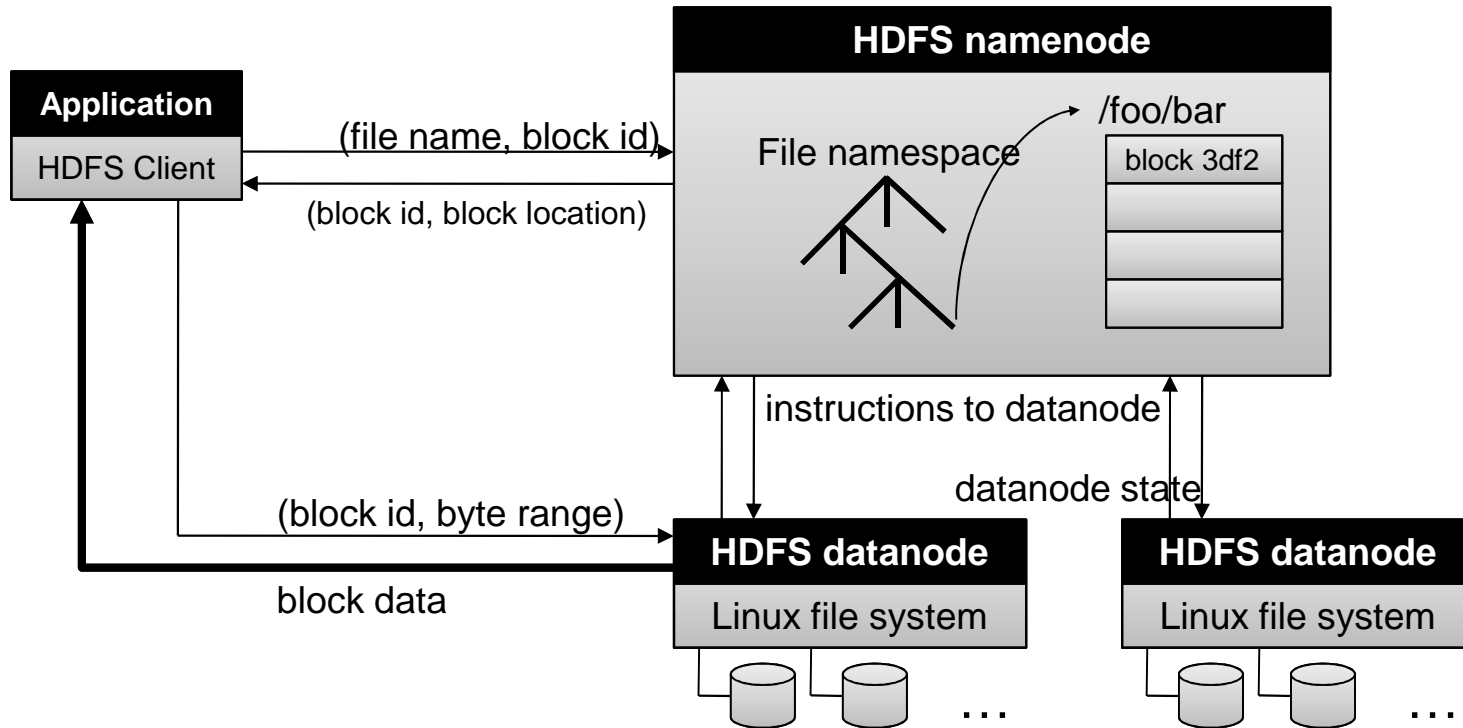 HDFS namenode
Application
HDFS Client
(file name, block id)
(block id, block location)
File namespace
/foo/bar
block 3df2
instructions to datanode
datanode state
(block id, byte range)
block data
HDFS datanode
Linux file system
…
HDFS datanode
Linux file system
…